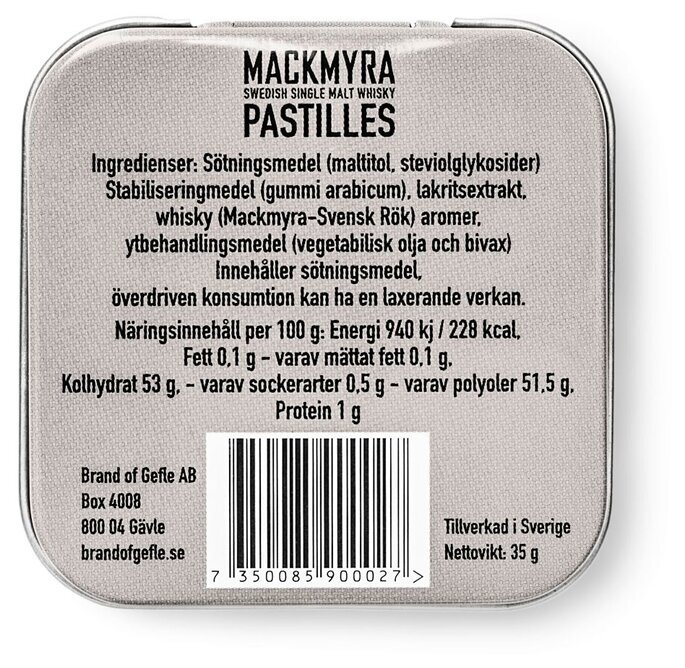 MACKMYRA
SWEDISH SINGLE MALT WHISKY
PASTILLES
Ingredienser: Sötningsmedel (maltitol, steviolglykosider)
Stabiliseringmedel (gummi arabicum), lakritsextrakt,
whisky (Mackmyra-Svensk Rök) aromer,
ytbehandlingsmedel (vegetabilisk olja och bivax)
Innehåller sötningsmedel,
överdriven konsumtion kan ha en laxerande verkan.
Näringsinnehåll per 100 g: Energi 940 kj / 228 kcal,
Fett 0,1 g - varav mättat fett 0,1 g,
Kolhydrat 53 g, - varav sockerarter 0,5 g - varav polyoler 51,5 g,
Protein 1 g
Brand of Gefle AB
Box 4008
800 04 Gävle
brandofgefle.se
7 350085 900027 >
Tillverkad i Sverige
Nettovikt: 35 g